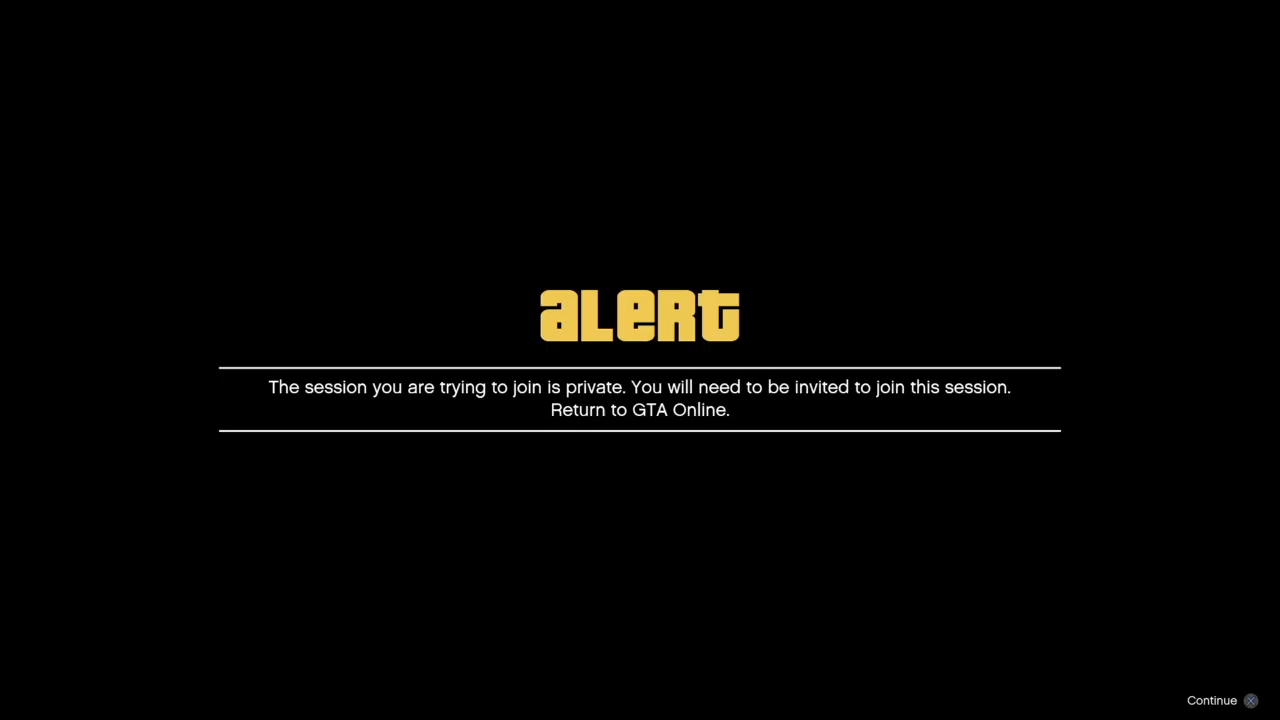 alert
The session you are trying to join is private. You will need to be invited to join this session.
Return to GTA Online.
Continue